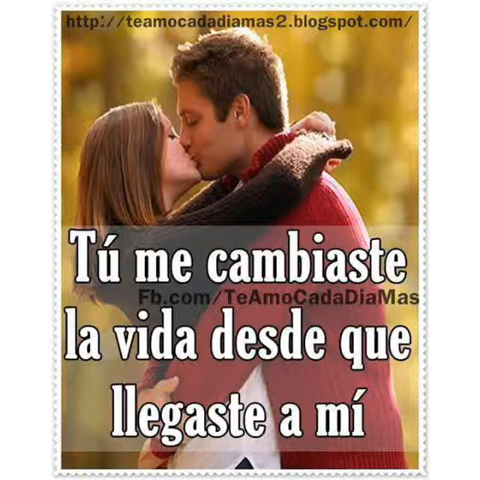 http://teamocadadiamas2.blogspot.com/
Tú me cambiaste
Fb.com/TeAmoCadaDiaMas
la vida desde que
llegaste a mí